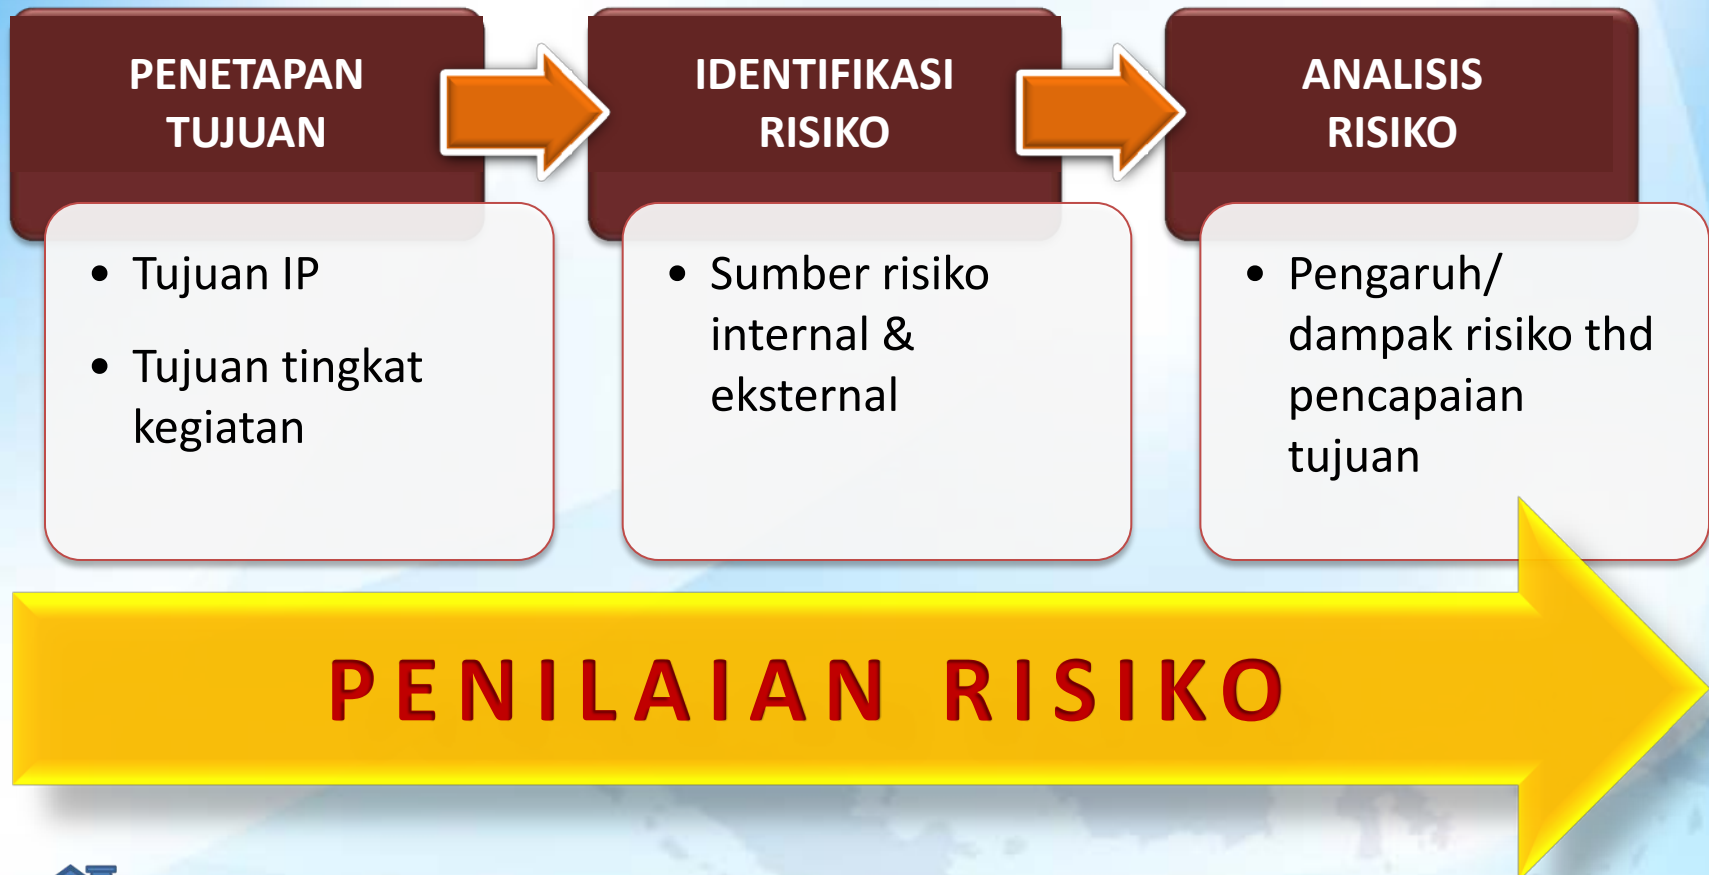 PENETAPAN
TUJUAN
IDENTIFIKASI
RISIKO
ANALISIS
RISIKO
• Tujuan IP
• Tujuan tingkat
kegiatan
• Sumber risiko
internal &
eksternal
• Pengaruh/
dampak risiko thd
pencapaian
tujuan
PENILAIAN RISIKO